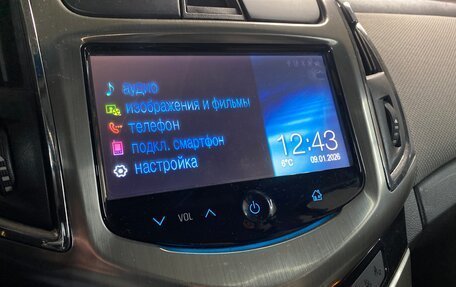 аудио
изображения и фильмы
телефон
подкл. смартфон
настройка
12:43
8°C 09.01.2026
VOL